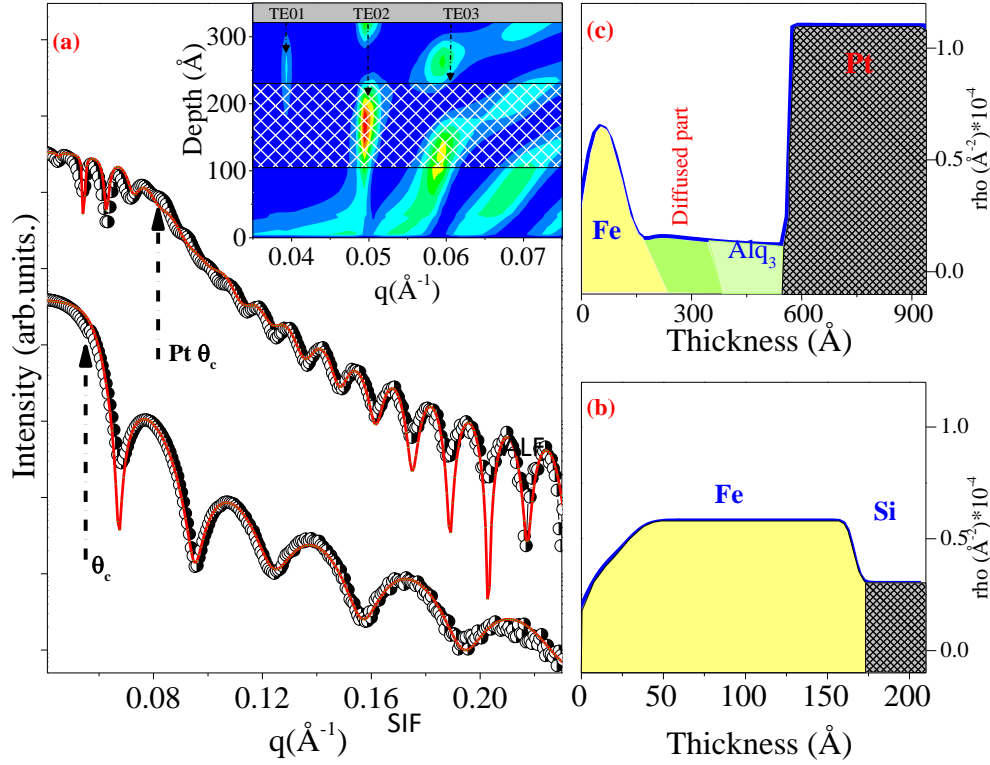 (a)
TE01 TE02 TE03
300
200
100
0
Depth (Å)
0.04 0.05 0.06 0.07
q(Å⁻¹)
Pt θc
θc
ALF
Intensity (arb.units.)
0.08 0.12 0.16 0.20
q(Å⁻¹)
SIF
(c)
Fe
Diffused part
Alq₃
Pt
1.0
0.5
0.0
rho (Å⁻²)*10⁻⁴
0 300 600 900
Thickness (Å)
(b)
Fe
Si
1.0
0.5
0.0
rho (Å⁻²)*10⁻⁴
0 50 100 150 200
Thickness (Å)